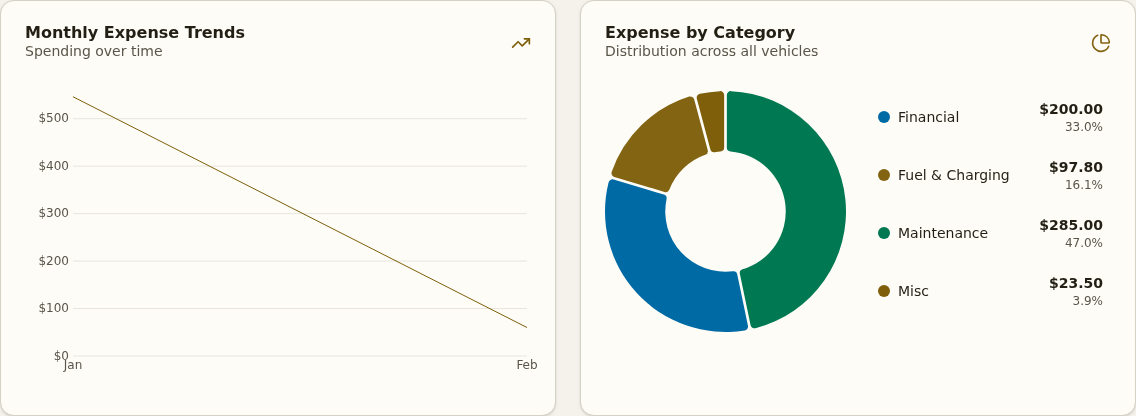 Monthly Expense Trends
Spending over time
$500
$400
$300
$200
$100
$0
Jan
Feb
Expense by Category
Distribution across all vehicles
Financial
$200.00
33.0%
Fuel & Charging
$97.80
16.1%
Maintenance
$285.00
47.0%
Misc
$23.50
3.9%